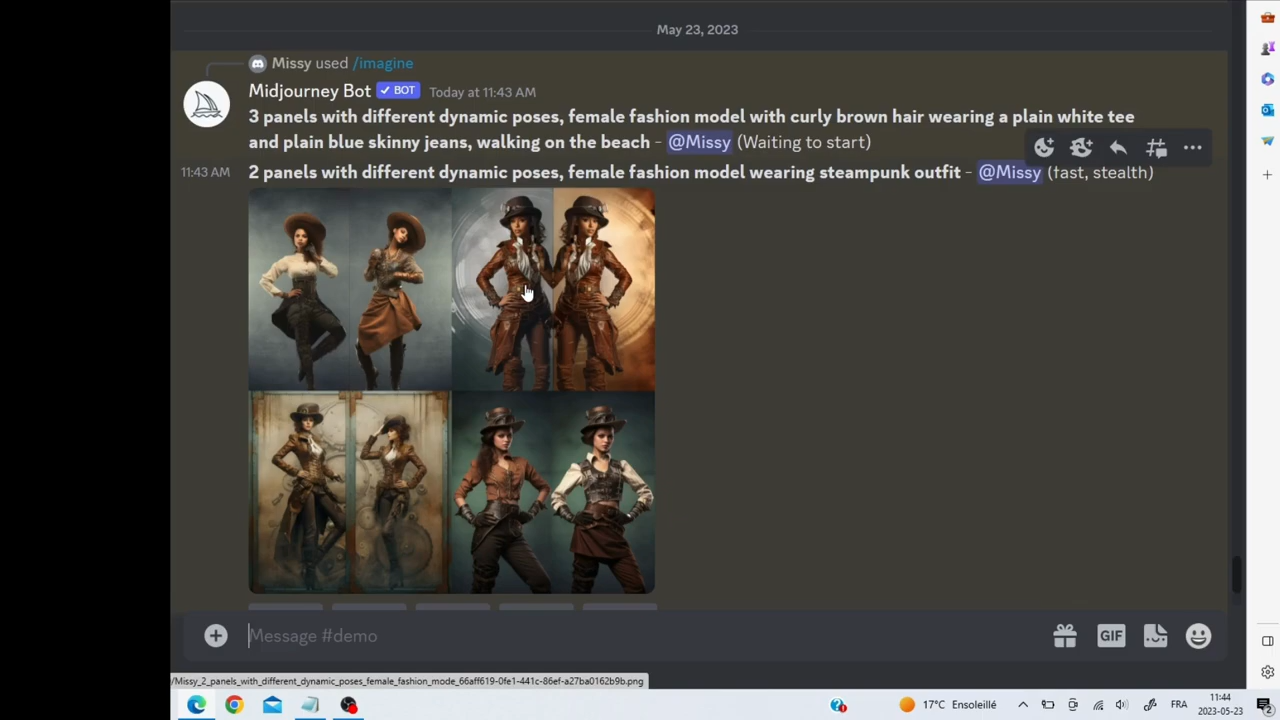 May 23, 2023
Missy used /imagine
Midjourney Bot ✓ BOT Today at 11:43 AM
3 panels with different dynamic poses, female fashion model with curly brown hair wearing a plain white tee
and plain blue skinny jeans, walking on the beach - @Missy (Waiting to start)
11:43 AM 2 panels with different dynamic poses, female fashion model wearing steampunk outfit - @Missy (fast, stealth)
Message #demo
GIF
/Missy_2_panels_with_different_dynamic_poses_female_fashion_mode_66aff619-0fe1-441c-86ef-a27ba0162b9b.png
17°C Ensoleillé
FRA
11:44
2023-05-23
2